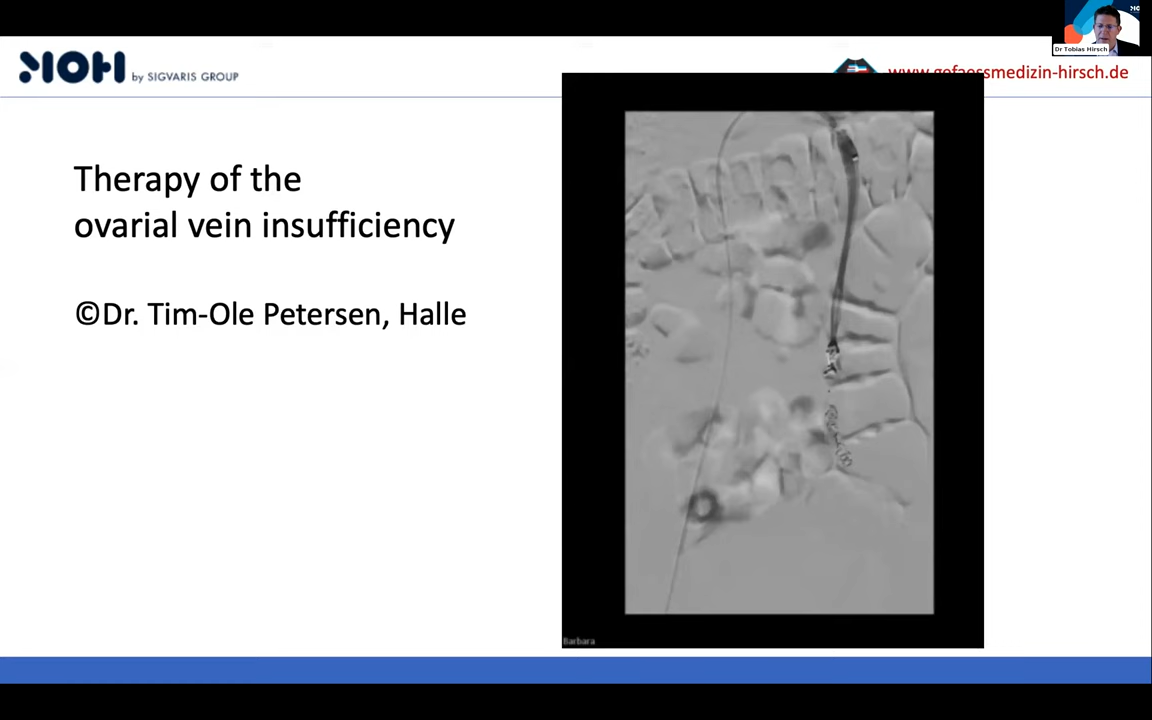 MOH by SIGVARIS GROUP
www.gefaessmedizin-hirsch.de
Dr Tobias Hirsch
Therapy of the
ovarial vein insufficiency
©Dr. Tim-Ole Petersen, Halle
Barbara